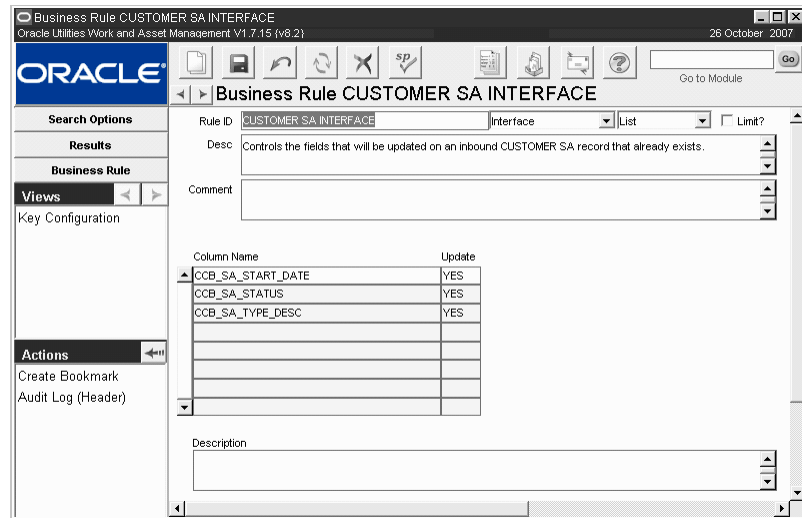 Business Rule CUSTOMER SA INTERFACE
Oracle Utilities Work and Asset Management V1.7.15 {v8.2}
26 October 2007
ORACLE®
sp
?
Go
Go to Module
Business Rule CUSTOMER SA INTERFACE
Search Options
Results
Business Rule
Views
Key Configuration
Actions
Create Bookmark
Audit Log (Header)
Rule ID CUSTOMER SA INTERFACE Interface List Limit?
Desc Controls the fields that will be updated on an inbound CUSTOMER SA record that already exists.
Comment
Column Name Update
CCB_SA_START_DATE YES
CCB_SA_STATUS YES
CCB_SA_TYPE_DESC YES
Description